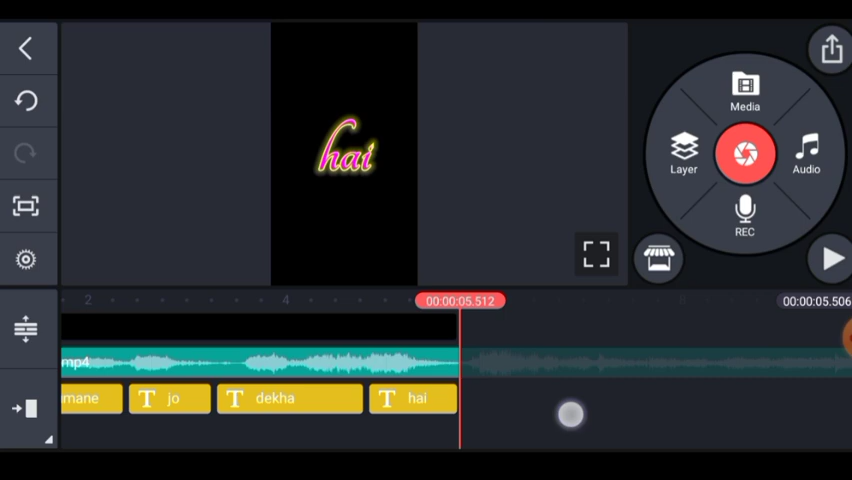 Media
Layer
Audio
REC
hai
2
4
00:00:05.512
00:00:05.506
mp4
imane
T jo
T dekha
T hai